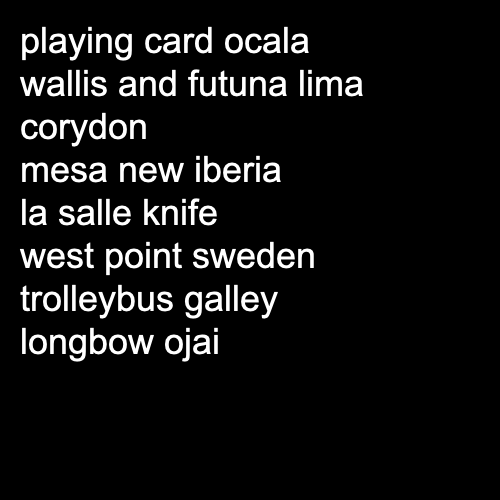 playing card ocala
wallis and futuna lima
corydon
mesa new iberia
la salle knife
west point sweden
trolleybus galley
longbow ojai